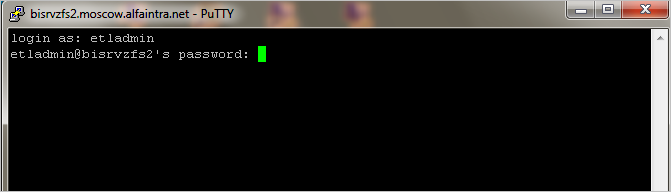 bisrvzfs2.moscow.alfaintra.net - PuTTY
login as: etladmin
etladmin@bisrvzfs2's password: